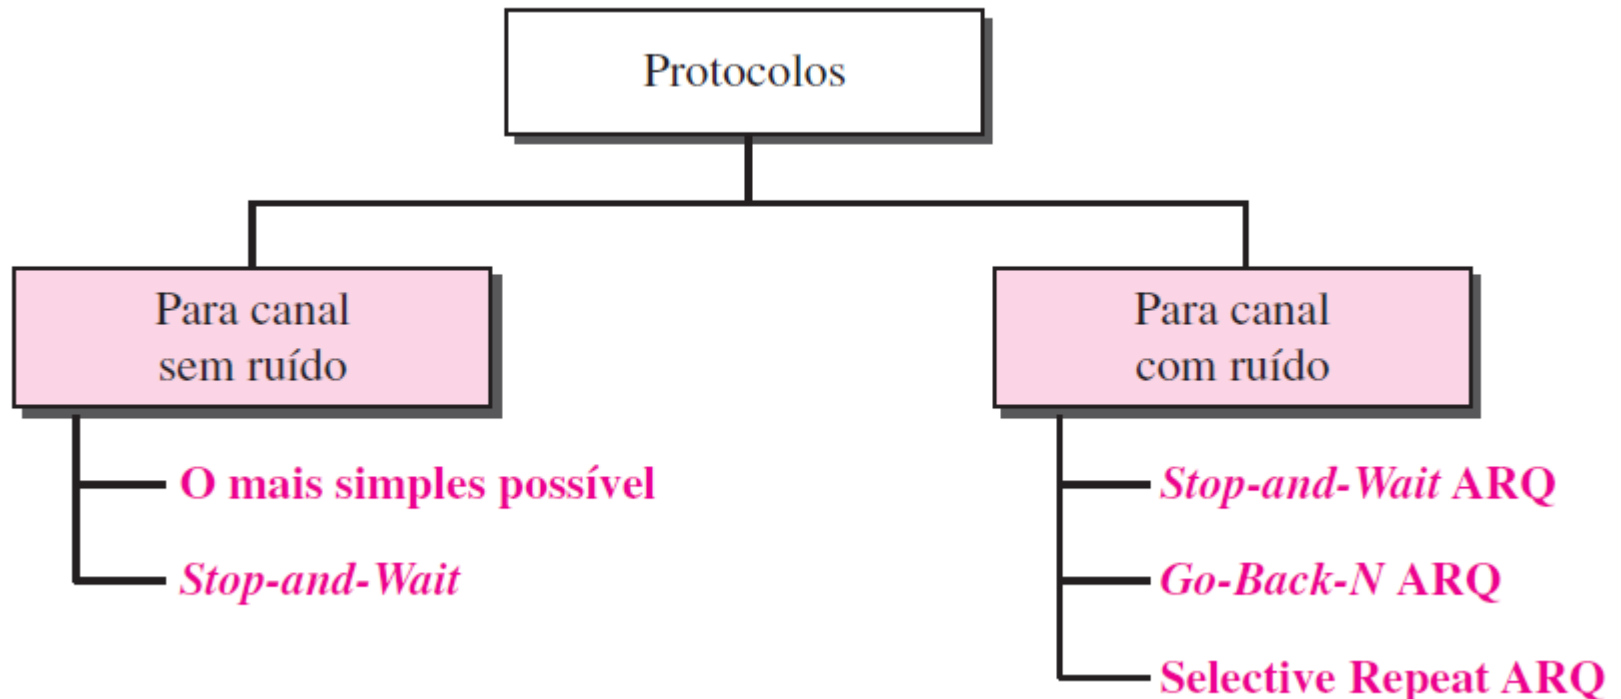 Protocolos
Para canal
sem ruído
O mais simples possível
Stop-and-Wait
Para canal
com ruído
Stop-and-Wait ARQ
Go-Back-N ARQ
Selective Repeat ARQ